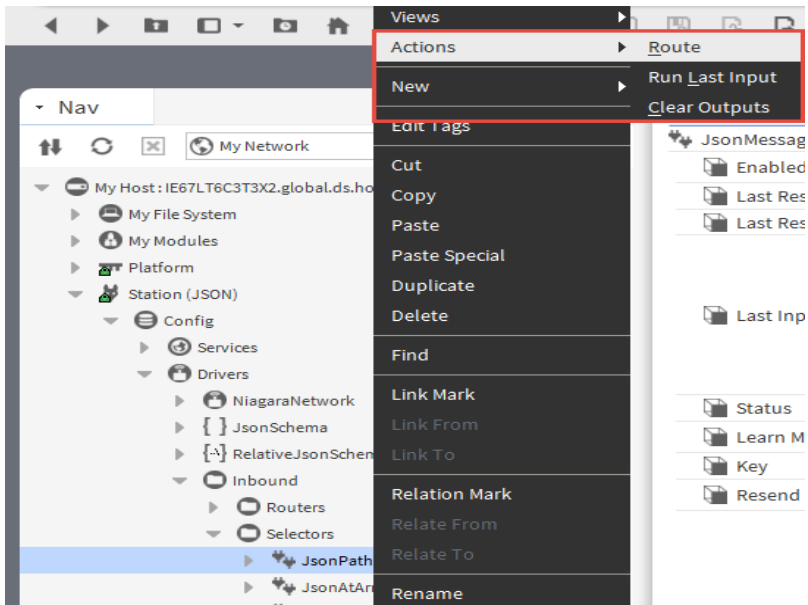 Nav
My Network
My Host : IE67LT6C3T3X2.global.ds.ho
My File System
My Modules
Platform
Station (JSON)
Config
Services
Drivers
NiagaraNetwork
JsonSchema
RelativeJsonSchem
Inbound
Routers
Selectors
JsonPath
JsonAtArr
Views
Actions
New
Edit Tags
Cut
Copy
Paste
Paste Special
Duplicate
Delete
Find
Link Mark
Link From
Link To
Relation Mark
Relate From
Relate To
Rename
Route
Run Last Input
Clear Outputs
JsonMessag
Enabled
Last Res
Last Res
Last Inp
Status
Learn M
Key
Resend